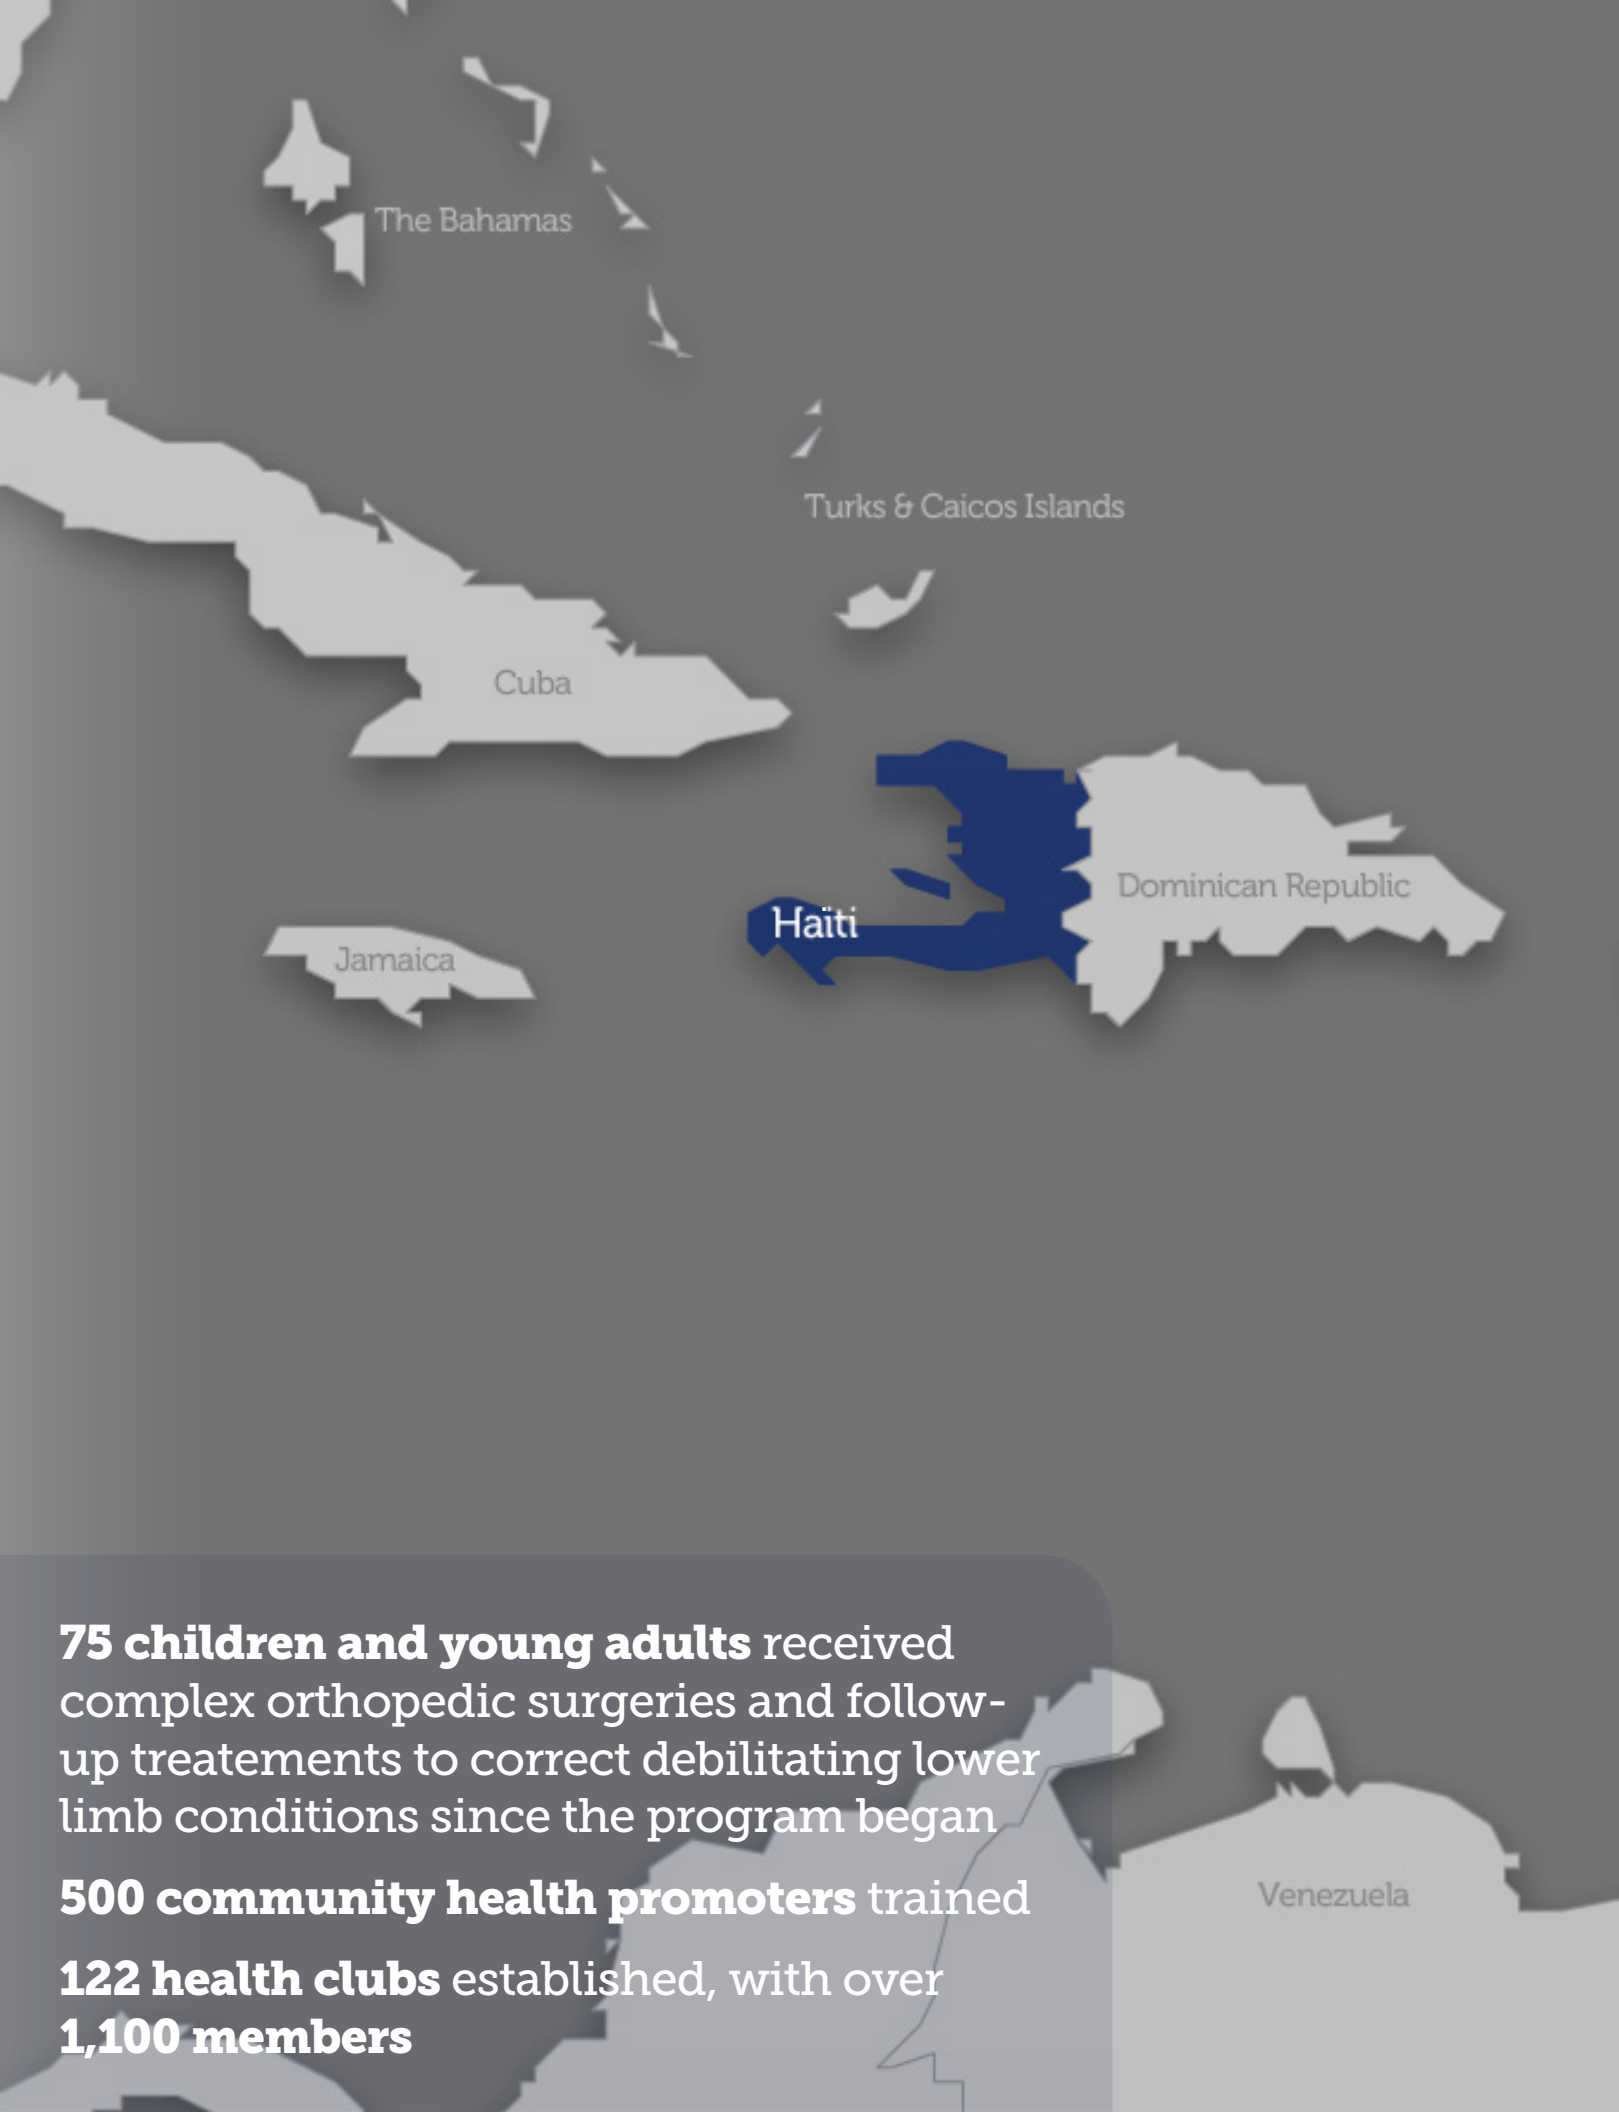 The Bahamas
Turks & Caicos Islands
Cuba
Haïti
Dominican Republic
Jamaica
75 children and young adults received
complex orthopedic surgeries and follow-
up treatements to correct debilitating lower
limb conditions since the program began
500 community health promoters trained
Venezuela
122 health clubs established, with over
1,100 members